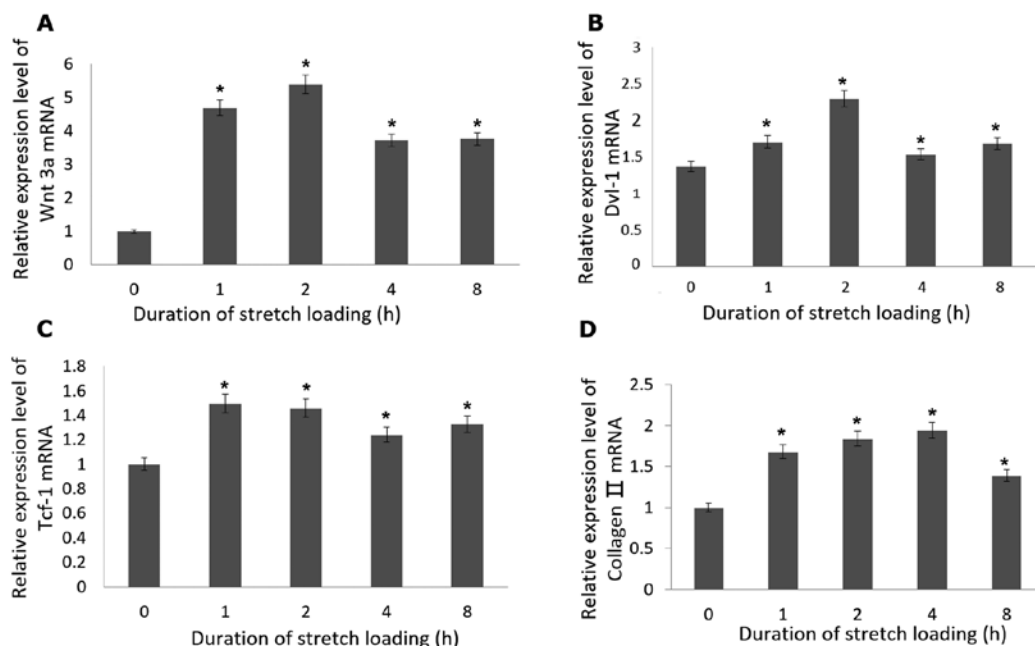 A
Relative expression level of
Wnt 3a mRNA
6
5
4
3
2
1
0
*
*
*
*
0 1 2 4 8
Duration of stretch loading (h)
B
Relative expression level of
Dvl-1 mRNA
3
2.5
2
1.5
1
0.5
0
*
*
*
*
0 1 2 4 8
Duration of stretch loading (h)
C
Relative expression level of
Tcf-1 mRNA
1.8
1.6
1.4
1.2
1
0.8
0.6
0.4
0.2
0
*
*
*
*
0 1 2 4 8
Duration of stretch loading (h)
D
Relative expression level of
Collagen II mRNA
2.5
2
1.5
1
0.5
0
*
*
*
*
0 1 2 4 8
Duration of stretch loading (h)